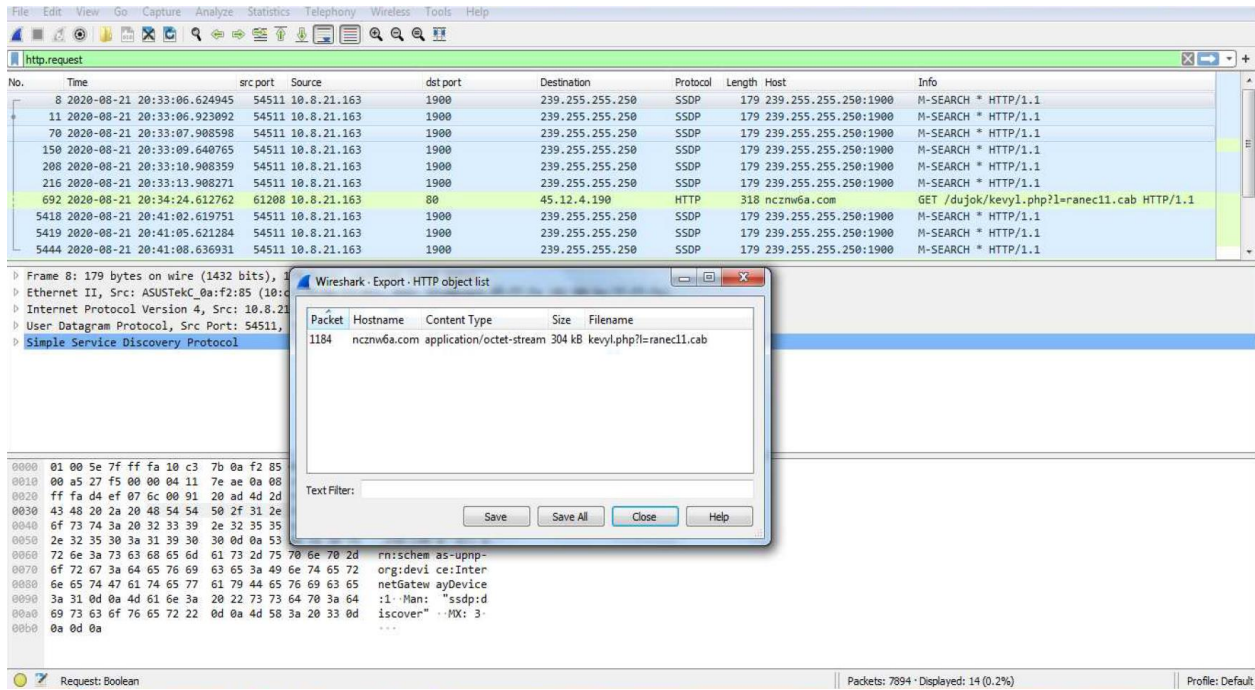 File Edit View Go Capture Analyze Statistics Telephony Wireless Tools Help
http.request
No. Time src port Source dst port Destination Protocol Length Host Info
8 2020-08-21 20:33:06.624945 54511 10.8.21.163 1900 239.255.255.250 SSDP 179 239.255.255.250:1900 M-SEARCH * HTTP/1.1
11 2020-08-21 20:33:06.923092 54511 10.8.21.163 1900 239.255.255.250 SSDP 179 239.255.255.250:1900 M-SEARCH * HTTP/1.1
70 2020-08-21 20:33:07.908598 54511 10.8.21.163 1900 239.255.255.250 SSDP 179 239.255.255.250:1900 M-SEARCH * HTTP/1.1
150 2020-08-21 20:33:09.640765 54511 10.8.21.163 1900 239.255.255.250 SSDP 179 239.255.255.250:1900 M-SEARCH * HTTP/1.1
208 2020-08-21 20:33:10.908359 54511 10.8.21.163 1900 239.255.255.250 SSDP 179 239.255.255.250:1900 M-SEARCH * HTTP/1.1
216 2020-08-21 20:33:13.908271 54511 10.8.21.163 1900 239.255.255.250 SSDP 179 239.255.255.250:1900 M-SEARCH * HTTP/1.1
692 2020-08-21 20:34:24.612762 61208 10.8.21.163 80 45.12.4.190 HTTP 318 ncznw6a.com GET /dujok/kevyl.php?l=ranec11.cab HTTP/1.1
5418 2020-08-21 20:41:02.619751 54511 10.8.21.163 1900 239.255.255.250 SSDP 179 239.255.255.250:1900 M-SEARCH * HTTP/1.1
5419 2020-08-21 20:41:05.621284 54511 10.8.21.163 1900 239.255.255.250 SSDP 179 239.255.255.250:1900 M-SEARCH * HTTP/1.1
5444 2020-08-21 20:41:08.636931 54511 10.8.21.163 1900 239.255.255.250 SSDP 179 239.255.255.250:1900 M-SEARCH * HTTP/1.1
Frame 8: 179 bytes on wire (1432 bits), 1
Ethernet II, Src: ASUSTekC_0a:f2:85 (10:c
Internet Protocol Version 4, Src: 10.8.21
User Datagram Protocol, Src Port: 54511,
Simple Service Discovery Protocol
Wireshark · Export · HTTP object list
Packet Hostname Content Type Size Filename
1184 ncznw6a.com application/octet-stream 304 kB kevyl.php?l=ranec11.cab
Text Filter:
Save Save All Close Help
0000 01 00 5e 7f ff fa 10 c3 7b 0a f2 85
0010 00 a5 27 f5 00 00 04 11 7e ae 0a 08
0020 ff fa d4 ef 07 6c 00 91 20 ad 4d 2d
0030 43 48 20 2a 20 48 54 54 50 2f 31 2e
0040 6f 73 74 3a 20 32 33 39 2e 32 35 35
0050 2e 32 35 30 3a 31 39 30 30 0d 0a 53
0060 72 6e 3a 73 63 68 65 6d 61 73 2d 75 70 6e 70 2d rn:schem as-upnp-
0070 6f 72 67 3a 64 65 76 69 63 65 3a 49 6e 74 65 72 org:devi ce:Inter
0080 6e 65 74 47 61 74 65 77 61 79 44 65 76 69 63 65 netGatew ayDevice
0090 3a 31 0d 0a 4d 61 6e 3a 20 22 73 73 64 70 3a 64 :1··Man: "ssdp:d
00a0 69 73 63 6f 76 65 72 22 0d 0a 4d 58 3a 20 33 0d iscover" ··MX: 3·
00b0 0a 0d 0a ···
Request: Boolean
Packets: 7894 · Displayed: 14 (0.2%)
Profile: Default